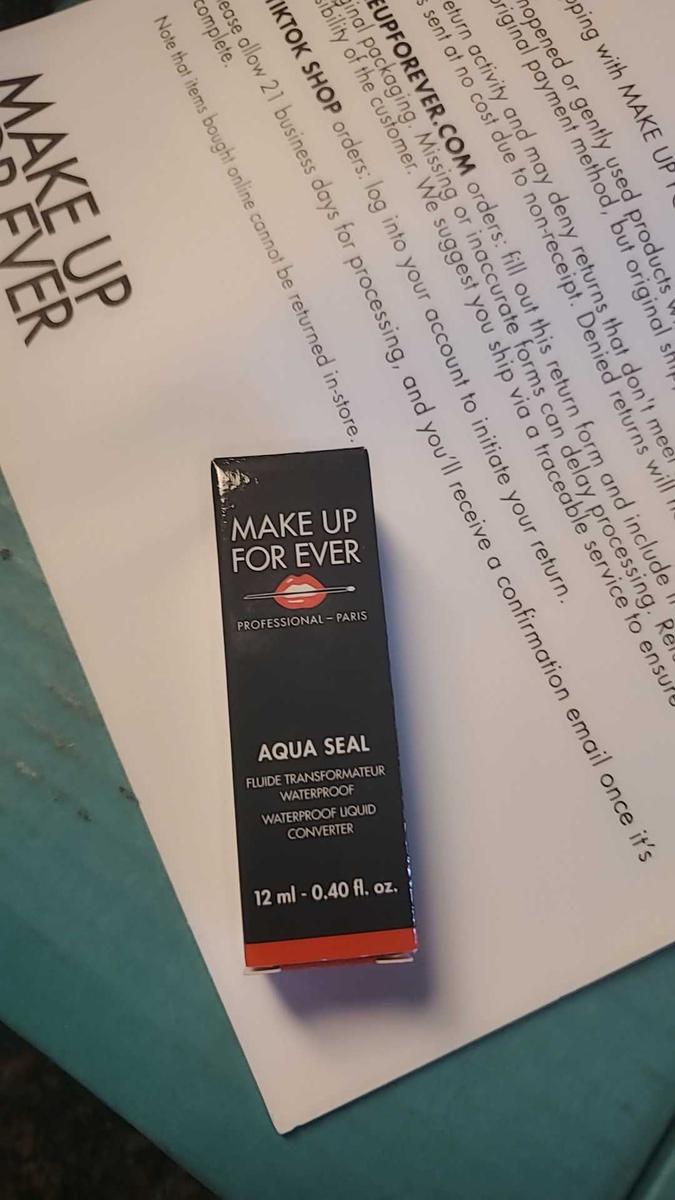 MAKE UP
FOR EVER
pping with MAKE UP
nopened or gently used products
original payment method, but original
eturn activity and may deny returns that don't meet
s sent at no cost due to non-receipt. Denied returns will
EUPFOREVER.COM orders: fill out this return form and include
ginal packaging. Missing or inaccurate forms can delay processing.
sibility of the customer. We suggest you ship via a traceable service to ensure
IKTOK SHOP orders: log into your account to initiate your return.
ease allow 21 business days for processing, and you'll receive a confirmation email once it's
complete.
Note that items bought online cannot be returned in-store.
MAKE UP
FOR EVER
PROFESSIONAL – PARIS
AQUA SEAL
FLUIDE TRANSFORMATEUR
WATERPROOF
WATERPROOF LIQUID
CONVERTER
12 ml - 0.40 fl. oz.